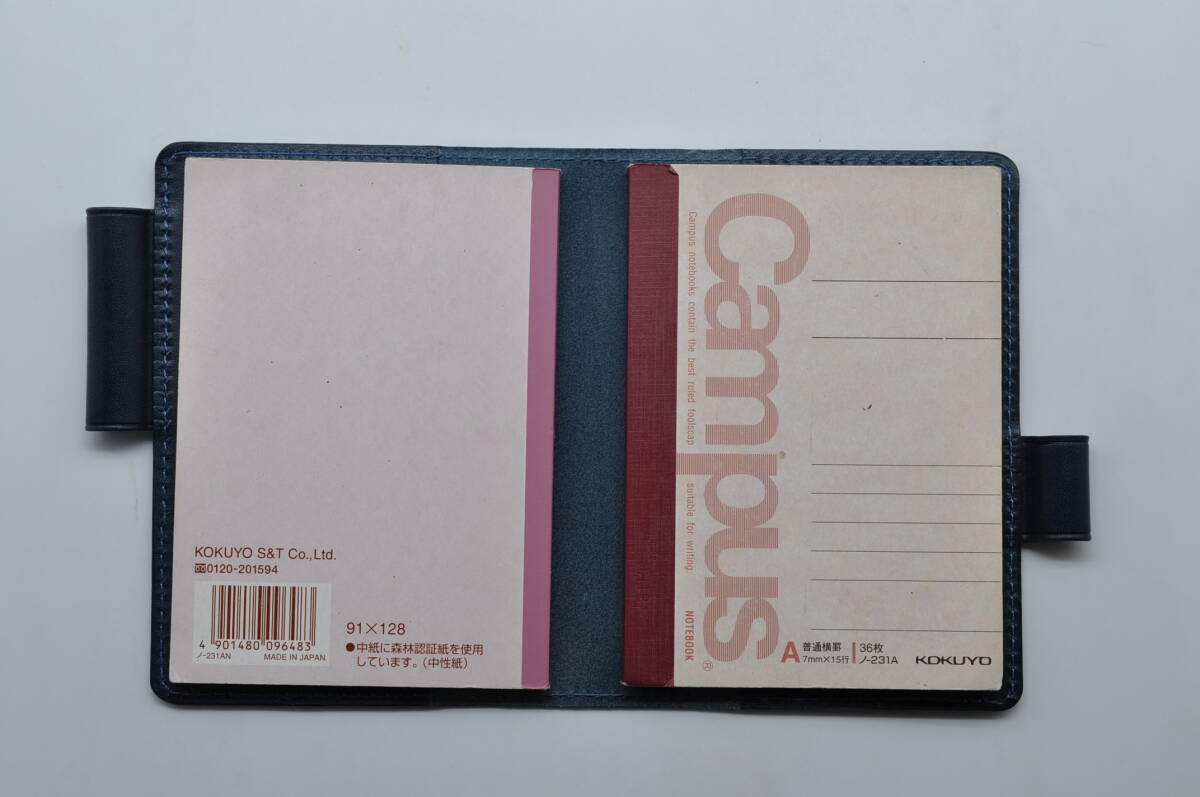 KOKUYO S&T Co.,Ltd.
0120-201594
4 901480 096483
ノ-231AN MADE IN JAPAN
91×128
●中紙に森林認証紙を使用
しています。(中性紙)
Campus®
Campus notebooks contain the best ruled foolscap suitable for writing.
NOTEBOOK
A 普通横罫
7mm×15行
36枚
ノ-231A
KOKUYO